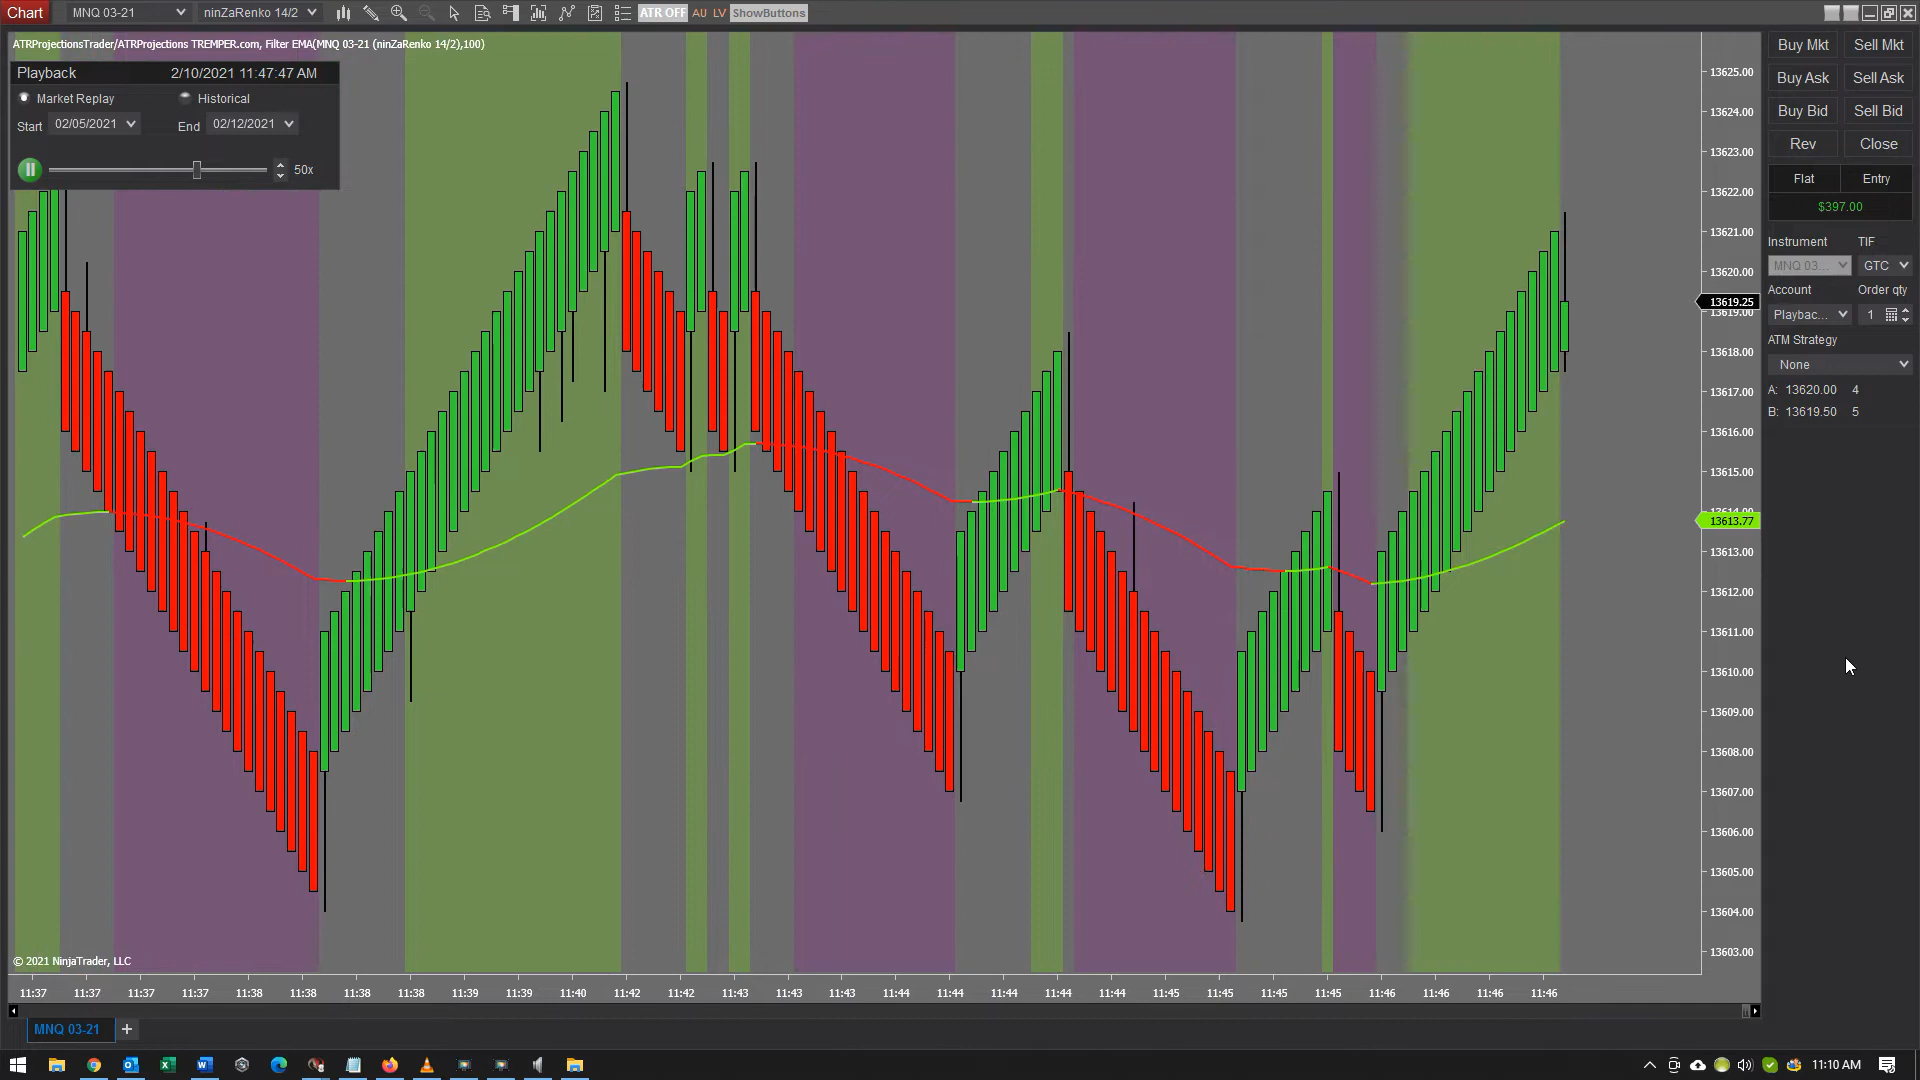 Chart MNQ 03-21 ninZaRenko 14/2 ATR OFF AU LV ShowButtons
ATRProjectionsTrader/ATRProjections TREMPER.com, Filter EMA(MNQ 03-21 (ninZaRenko 14/2),100)
Playback 2/10/2021 11:47:47 AM
Market Replay Historical
Start 02/05/2021 End 02/12/2021
50x
13625.00
13624.00
13623.00
13622.00
13621.00
13620.00
13619.25
13619.00
13618.00
13617.00
13616.00
13615.00
13614.00
13613.77
13613.00
13612.00
13611.00
13610.00
13609.00
13608.00
13607.00
13606.00
13605.00
13604.00
13603.00
Buy Mkt Sell Mkt
Buy Ask Sell Ask
Buy Bid Sell Bid
Rev Close
Flat Entry
$397.00
Instrument TIF
MNQ 03... GTC
Account Order qty
Playbac... 1
ATM Strategy
None
A: 13620.00 4
B: 13619.50 5
© 2021 NinjaTrader, LLC
11:37 11:37 11:37 11:37 11:38 11:38 11:38 11:38 11:39 11:39 11:40 11:42 11:42 11:43 11:43 11:43 11:44 11:44 11:44 11:44 11:44 11:45 11:45 11:45 11:45 11:46 11:46 11:46 11:46
MNQ 03-21 +
11:10 AM